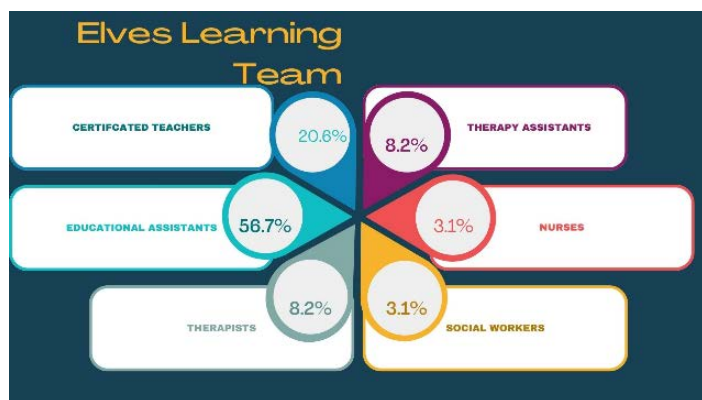 Elves Learning
Team
CERTIFCATED TEACHERS
20.6%
8.2%
THERAPY ASSISTANTS
EDUCATIONAL ASSISTANTS
56.7%
3.1%
NURSES
THERAPISTS
8.2%
3.1%
SOCIAL WORKERS